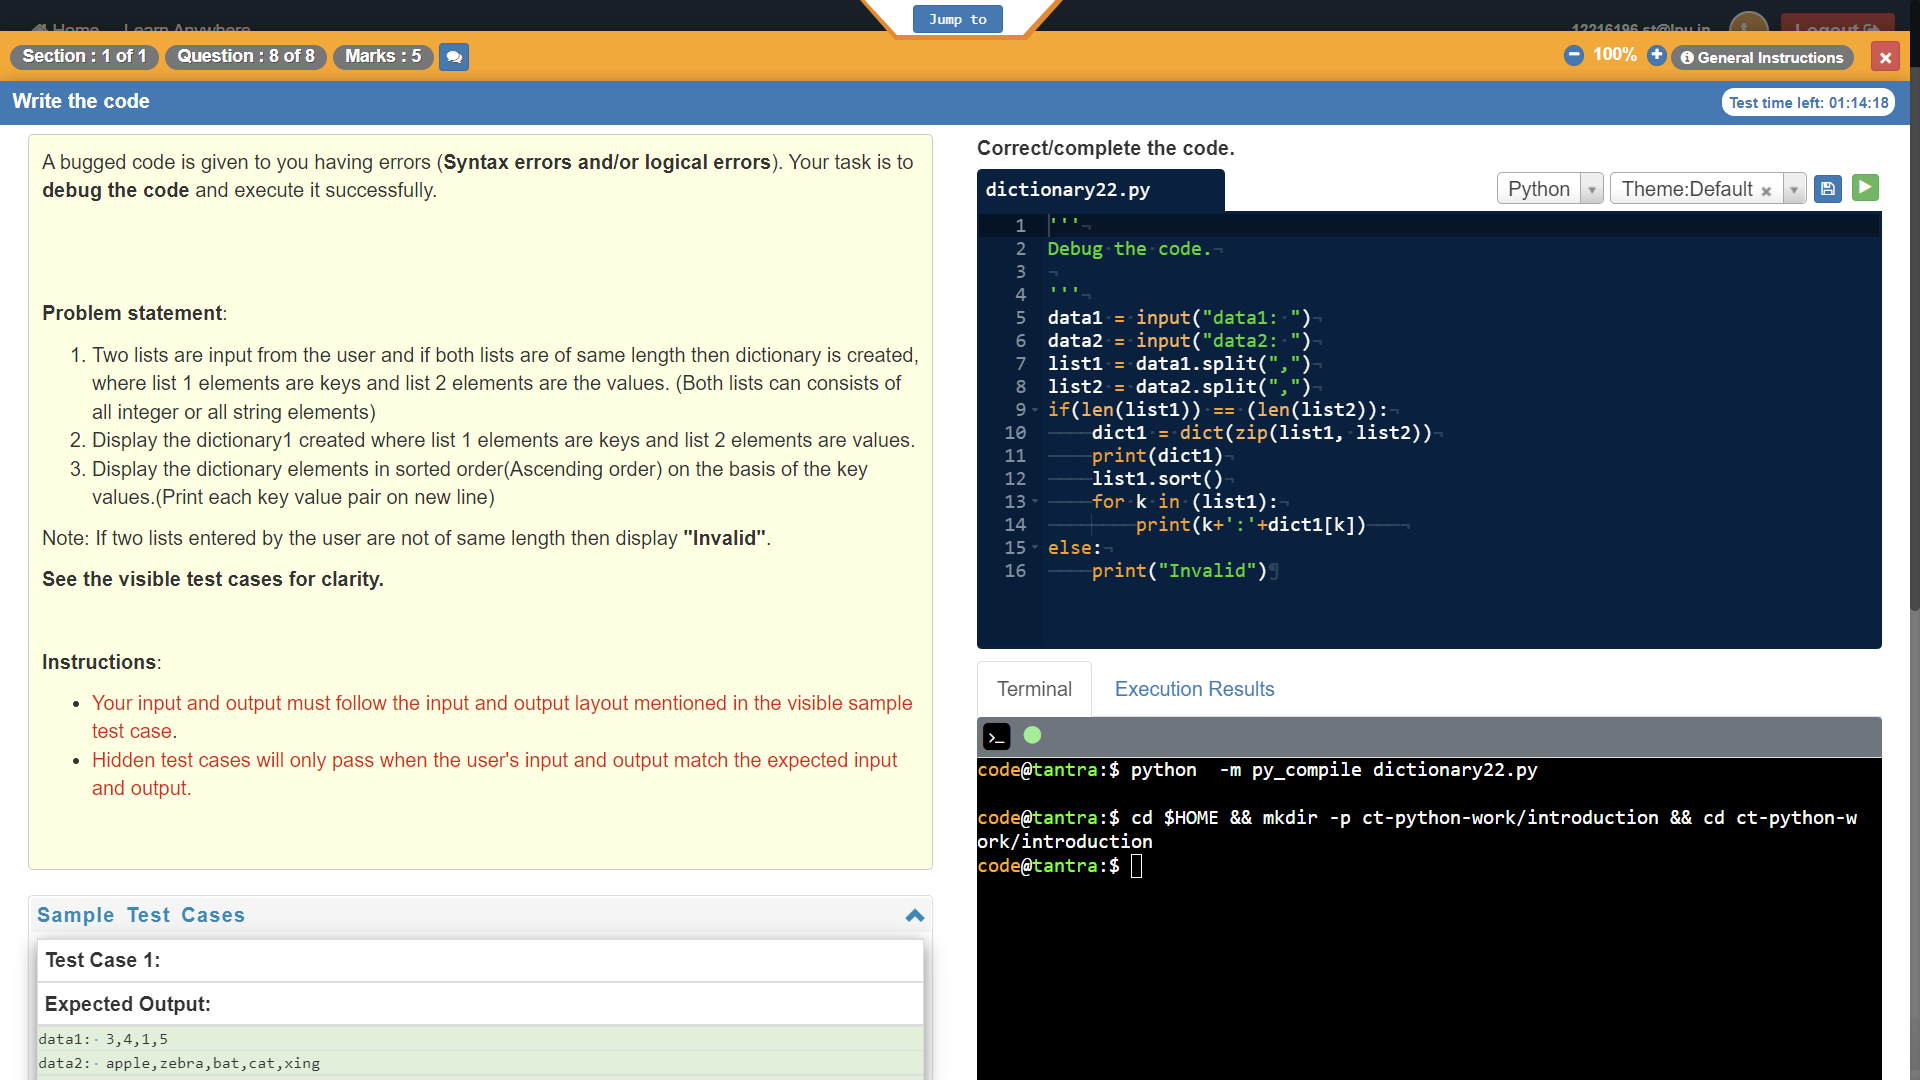 Jump to
Home Learn Anywhere
12216196.st@lpu.in
Logout
Section : 1 of 1 Question : 8 of 8 Marks : 5
100%
General Instructions
Write the code
Test time left: 01:14:18
A bugged code is given to you having errors (Syntax errors and/or logical errors). Your task is to
debug the code and execute it successfully.
Problem statement:
1. Two lists are input from the user and if both lists are of same length then dictionary is created,
where list 1 elements are keys and list 2 elements are the values. (Both lists can consists of
all integer or all string elements)
2. Display the dictionary1 created where list 1 elements are keys and list 2 elements are values.
3. Display the dictionary elements in sorted order(Ascending order) on the basis of the key
values.(Print each key value pair on new line)
Note: If two lists entered by the user are not of same length then display "Invalid".
See the visible test cases for clarity.
Instructions:
• Your input and output must follow the input and output layout mentioned in the visible sample
test case.
• Hidden test cases will only pass when the user's input and output match the expected input
and output.
Sample Test Cases
Test Case 1:
Expected Output:
data1: 3,4,1,5
data2: apple,zebra,bat,cat,xing
Correct/complete the code.
dictionary22.py
Python
Theme:Default ×
1 '''
2 Debug the code.
3
4 '''
5 data1 = input("data1: ")
6 data2 = input("data2: ")
7 list1 = data1.split(",")
8 list2 = data2.split(",")
9 if(len(list1)) == (len(list2)):
10 dict1 = dict(zip(list1, list2))
11 print(dict1)
12 list1.sort()
13 for k in (list1):
14 print(k+':'+dict1[k])
15 else:
16 print("Invalid")
Terminal Execution Results
code@tantra:$ python  -m py_compile dictionary22.py
code@tantra:$ cd $HOME && mkdir -p ct-python-work/introduction && cd ct-python-w
ork/introduction
code@tantra:$